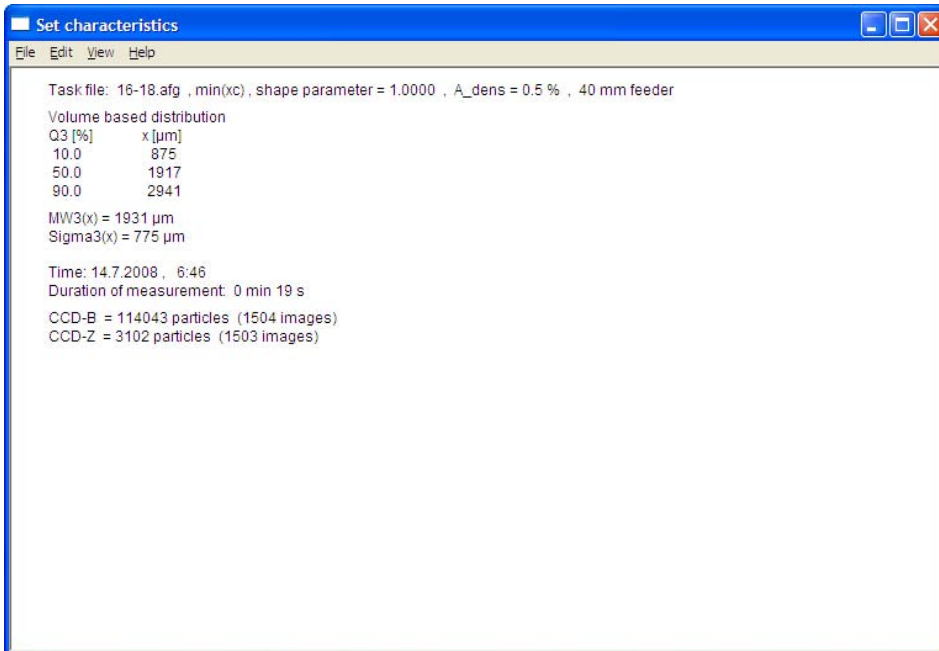 Set characteristics
File Edit View Help
Task file: 16-18.afg , min(xc) , shape parameter = 1.0000 , A_dens = 0.5 % , 40 mm feeder
Volume based distribution
Q3 [%] x [µm]
10.0 875
50.0 1917
90.0 2941
MW3(x) = 1931 µm
Sigma3(x) = 775 µm
Time: 14.7.2008 , 6:46
Duration of measurement: 0 min 19 s
CCD-B = 114043 particles (1504 images)
CCD-Z = 3102 particles (1503 images)